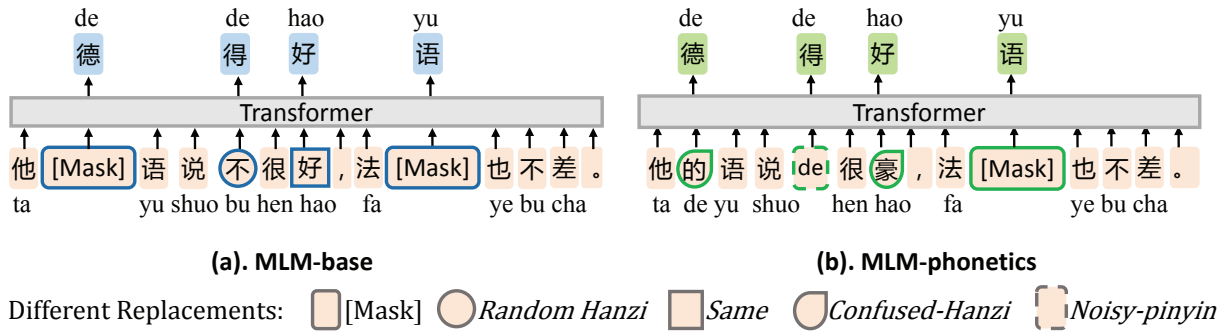 de de hao yu de de hao yu
德 得 好 语 德 得 好 语
Transformer Transformer
他 [Mask] 语 说 不 很 好 , 法 [Mask] 也 不 差 。 他 的 语 说 de 很 豪 , 法 [Mask] 也 不 差 。
ta yu shuo bu hen hao fa ye bu cha ta de yu shuo hen hao fa ye bu cha
(a). MLM-base (b). MLM-phonetics
Different Replacements: [Mask] Random Hanzi Same Confused-Hanzi Noisy-pinyin